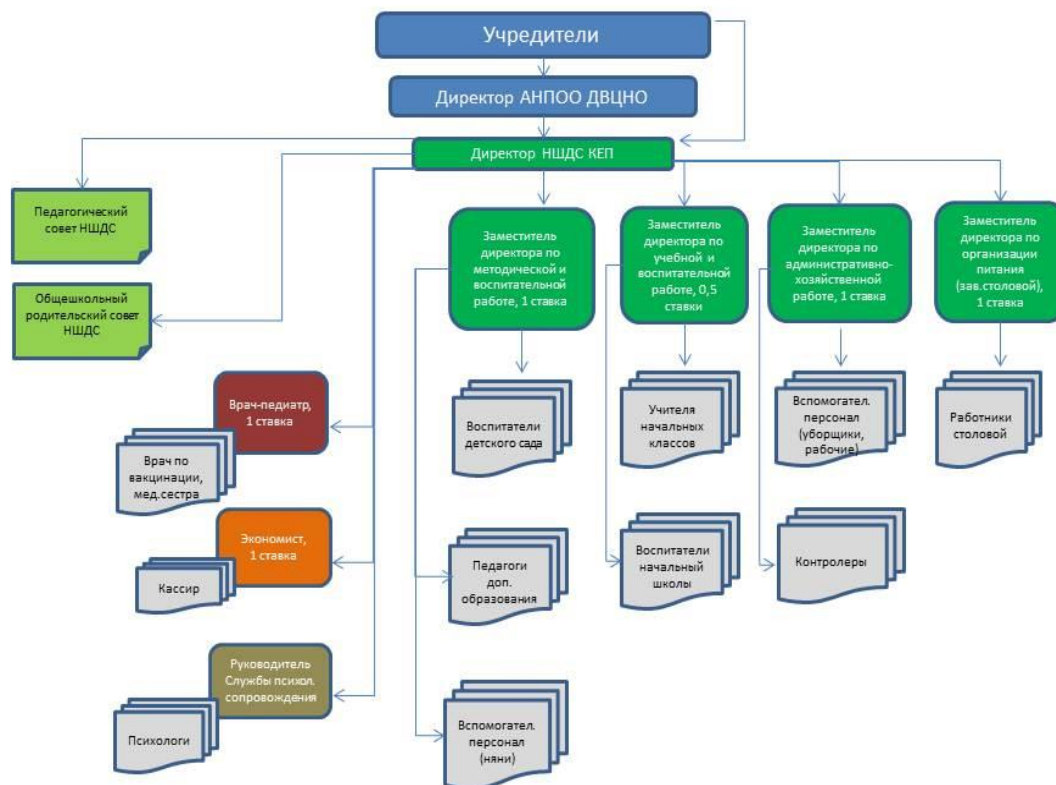 Учредители
Директор АНПОО ДВЦНО
Директор НШДС КЕП
Педагогический
совет НШДС
Общешкольный
родительский совет
НШДС
Заместитель
директора по
методической и
воспитательной
работе, 1 ставка
Заместитель
директора по
учебной и
воспитательной
работе, 0,5
ставки
Заместитель
директора по
административно-
хозяйственной
работе, 1 ставка
Заместитель
директора по
организации
питания
(зав.столовой),
1 ставка
Врач-педиатр,
1 ставка
Врач по
вакцинации,
мед.сестра
Воспитатели
детского сада
Учителя
начальных
классов
Вспомогател.
персонал
(уборщики,
рабочие)
Работники
столовой
Экономист,
1 ставка
Кассир
Педагоги
доп.
образования
Воспитатели
начальный
школы
Контролеры
Руководитель
Службы психол.
сопровождения
Психологи
Вспомогател.
персонал
(няни)